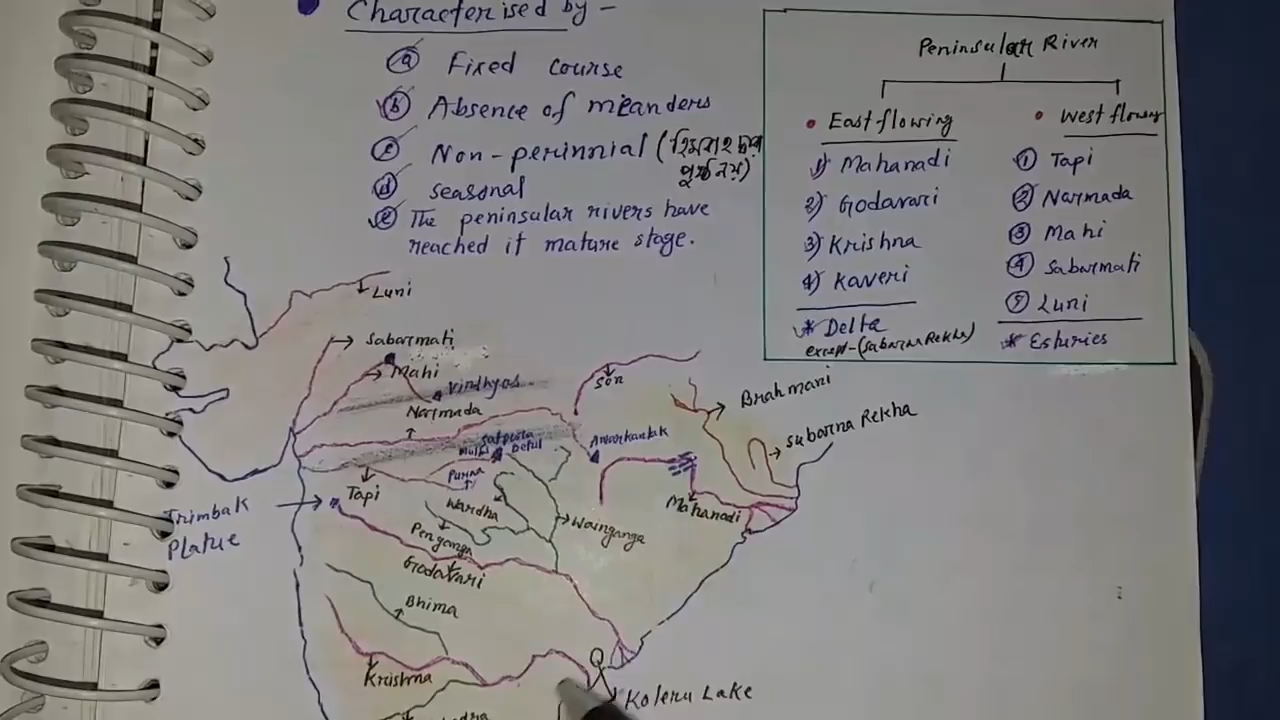 Characterised by -
ⓐ Fixed course
ⓑ Absence of meanders
ⓒ Non-perinnial (হিমবাহ দ্বারা
পুষ্ট নয়)
ⓓ seasonal
ⓔ The peninsular rivers have
reached it mature stage.
Peninsular River
East flowing
1) Mahanadi
2) Godavari
3) Krishna
4) Kaveri
* Delta
except-(Subarna Rekha)
West flowing
① Tapi
② Narmada
③ Mahi
④ Sabarmati
⑤ Luni
* Esturies
Luni
Sabarmati
Mahi
Vindhyas
Narmada
Son
Brahmani
Subarna Rekha
Satpura
Betul
Amarkantak
Purna
Tapi
Wardha
Mahanadi
Trimbak
Platue
Wainganga
Penganga
Godavari
Bhima
Krishna
Koleru Lake